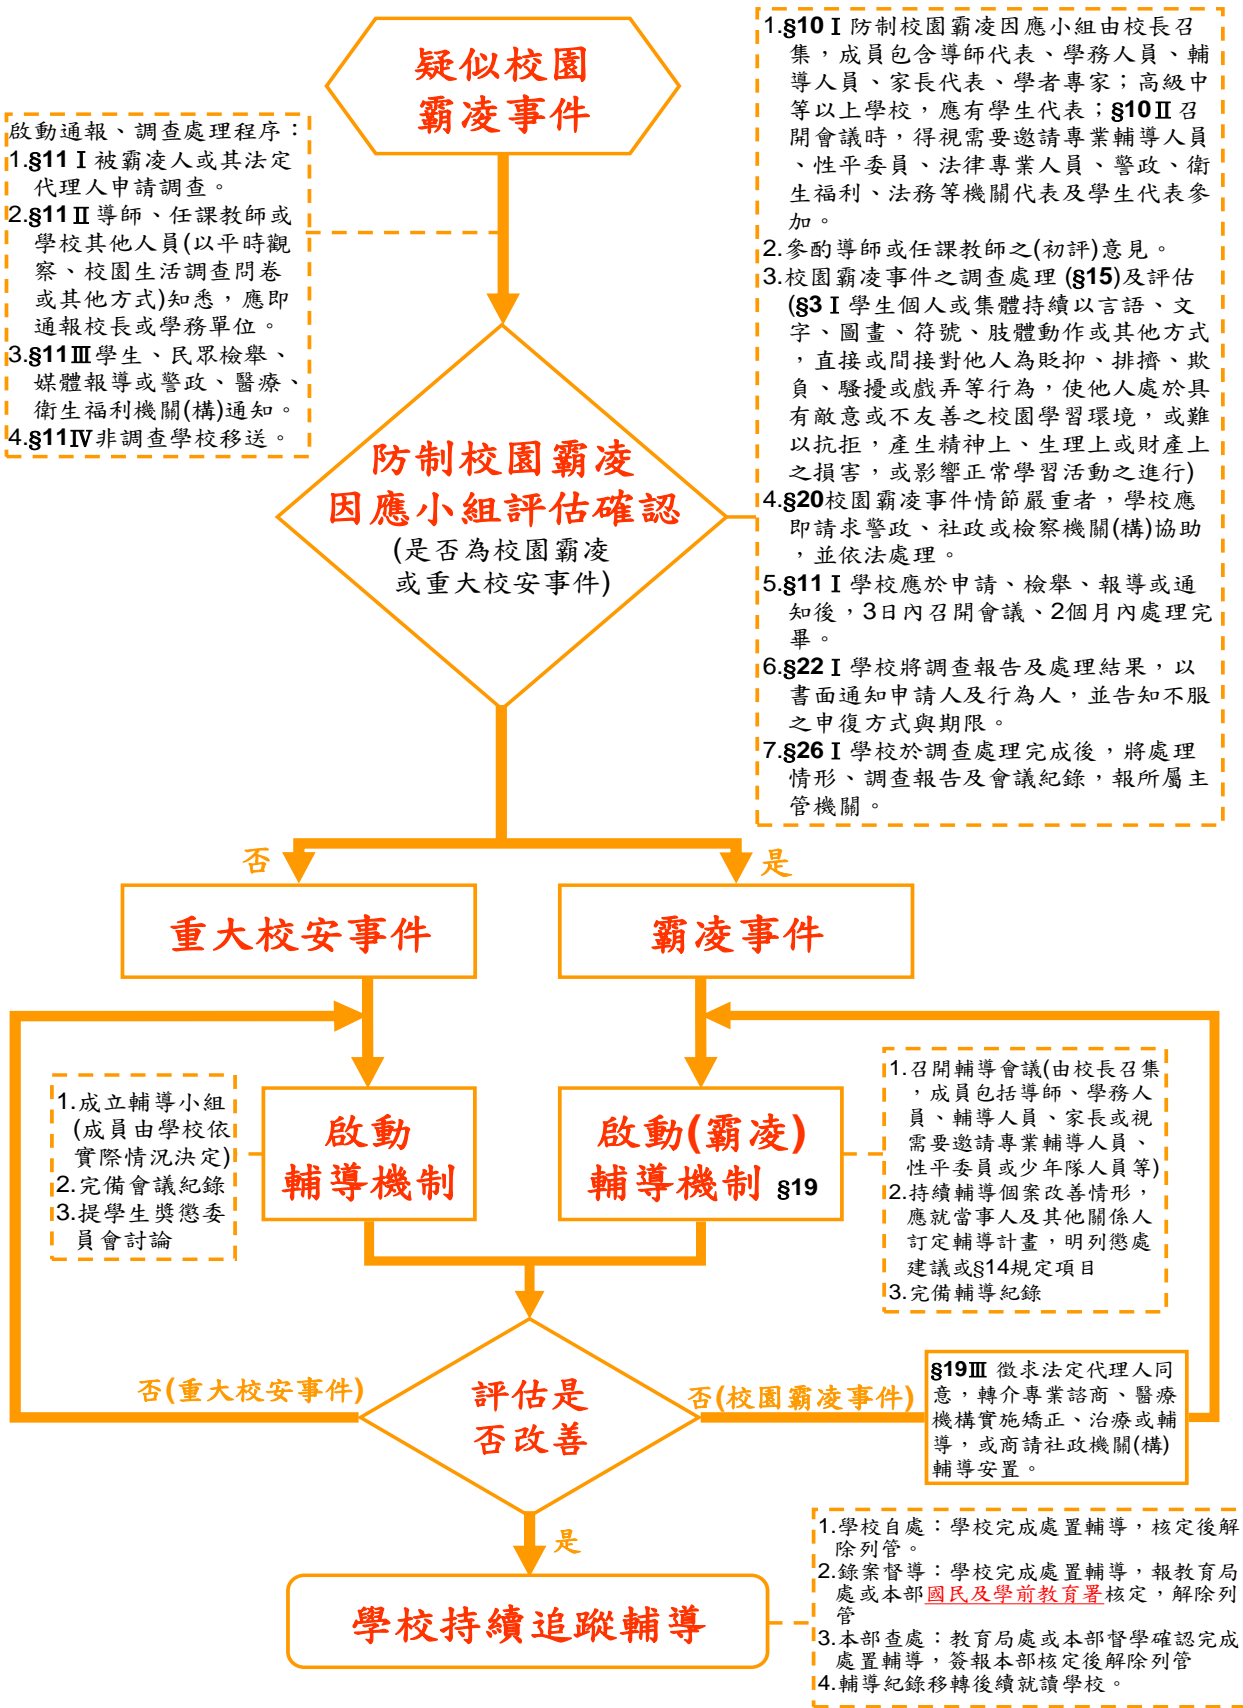 疑似校園
霸凌事件
啟動通報、調查處理程序：
1.§11Ⅰ被霸凌人或其法定
代理人申請調查。
2.§11Ⅱ導師、任課教師或
學校其他人員(以平時觀
察、校園生活調查問卷
或其他方式)知悉，應即
通報校長或學務單位。
3.§11Ⅲ學生、民眾檢舉、
媒體報導或警政、醫療、
衛生福利機關(構)通知。
4.§11Ⅳ非調查學校移送。
1.§10Ⅰ防制校園霸凌因應小組由校長召
集，成員包含導師代表、學務人員、輔
導人員、家長代表、學者專家；高級中
等以上學校，應有學生代表；§10Ⅱ召
開會議時，得視需要邀請專業輔導人員
、性平委員、法律專業人員、警政、衛
生福利、法務等機關代表及學生代表參
加。
2.參酌導師或任課教師之(初評)意見。
3.校園霸凌事件之調查處理 (§15)及評估
(§3Ⅰ學生個人或集體持續以言語、文
字、圖畫、符號、肢體動作或其他方式
，直接或間接對他人為貶抑、排擠、欺
負、騷擾或戲弄等行為，使他人處於具
有敵意或不友善之校園學習環境，或難
以抗拒，產生精神上、生理上或財產上
之損害，或影響正常學習活動之進行)
4.§20校園霸凌事件情節嚴重者，學校應
即請求警政、社政或檢察機關(構)協助
，並依法處理。
5.§11Ⅰ學校應於申請、檢舉、報導或通
知後，3日內召開會議、2個月內處理完
畢。
6.§22Ⅰ學校將調查報告及處理結果，以
書面通知申請人及行為人，並告知不服
之申復方式與期限。
7.§26Ⅰ學校於調查處理完成後，將處理
情形、調查報告及會議紀錄，報所屬主
管機關。
防制校園霸凌
因應小組評估確認
(是否為校園霸凌
或重大校安事件)
否
是
重大校安事件
霸凌事件
1.成立輔導小組
(成員由學校依
實際情況決定)
2.完備會議紀錄
3.提學生獎懲委
員會討論
啟動
輔導機制
啟動(霸凌)
輔導機制 §19
1.召開輔導會議(由校長召集
，成員包括導師、學務人
員、輔導人員、家長或視
需要邀請專業輔導人員、
性平委員或少年隊人員等)
2.持續輔導個案改善情形，
應就當事人及其他關係人
訂定輔導計畫，明列懲處
建議或§14規定項目
3.完備輔導紀錄
否(重大校安事件)
評估是
否改善
否(校園霸凌事件)
§19Ⅲ 徵求法定代理人同
意，轉介專業諮商、醫療
機構實施矯正、治療或輔
導，或商請社政機關(構)
輔導安置。
是
學校持續追蹤輔導
1.學校自處：學校完成處置輔導，核定後解
除列管。
2.錄案督導：學校完成處置輔導，報教育局
處或本部國民及學前教育署核定，解除列
管
3.本部查處：教育局處或本部督學確認完成
處置輔導，簽報本部核定後解除列管
4.輔導紀錄移轉後續就讀學校。